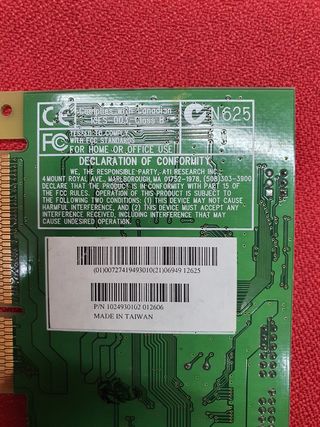 CE
Complies with Canadian
ICES-003 Class B
N625
FC
TESTED TO COMPLY
WITH FCC STANDARDS
FOR HOME OR OFFICE USE
DECLARATION OF CONFORMITY
WE, THE RESPONSIBLE PARTY, ATI RESEARCH INC.,
4 MOUNT ROYAL AVE, MARLBOROUGH, MA 01752-1978, (508)303-3900
DECLARE THAT THE PRODUCT IS IN CONFORMITY WITH PART 15 OF
THE FCC RULES. OPERATION OF THIS PRODUCT IS SUBJECT TO
THE FOLLOWING TWO CONDITIONS: (1) THIS DEVICE MAY NOT CAUSE
HARMFUL INTERFERENCE, AND (2) THIS DEVICE MUST ACCEPT ANY
INTERFERENCE RECEIVED, INCLUDING INTERFERENCE THAT MAY
CAUSE UNDESIRED OPERATION.
(01)00727419493010(21)06949 12625
P/N 1024930102 012606
MADE IN TAIWAN